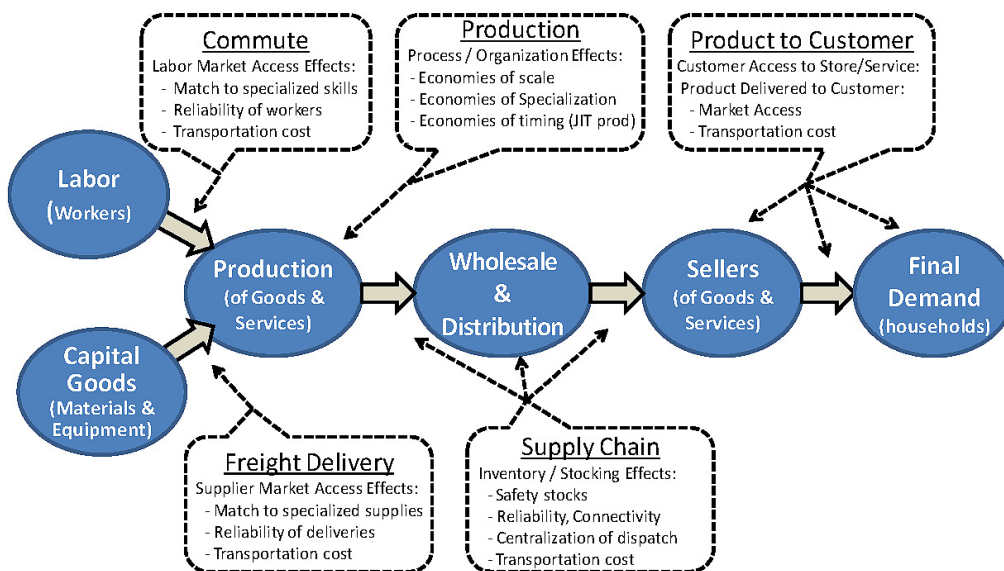 Commute
Labor Market Access Effects:
- Match to specialized skills
- Reliability of workers
- Transportation cost
Production
Process / Organization Effects:
- Economies of scale
- Economies of Specialization
- Economies of timing (JIT prod)
Product to Customer
Customer Access to Store/Service:
Product Delivered to Customer:
- Market Access
- Transportation cost
Labor
(Workers)
Production
(of Goods &
Services)
Wholesale
&
Distribution
Sellers
(of Goods &
Services)
Final
Demand
(households)
Capital
Goods
(Materials &
Equipment)
Freight Delivery
Supplier Market Access Effects:
- Match to specialized supplies
- Reliability of deliveries
- Transportation cost
Supply Chain
Inventory / Stocking Effects:
- Safety stocks
- Reliability, Connectivity
- Centralization of dispatch
- Transportation cost